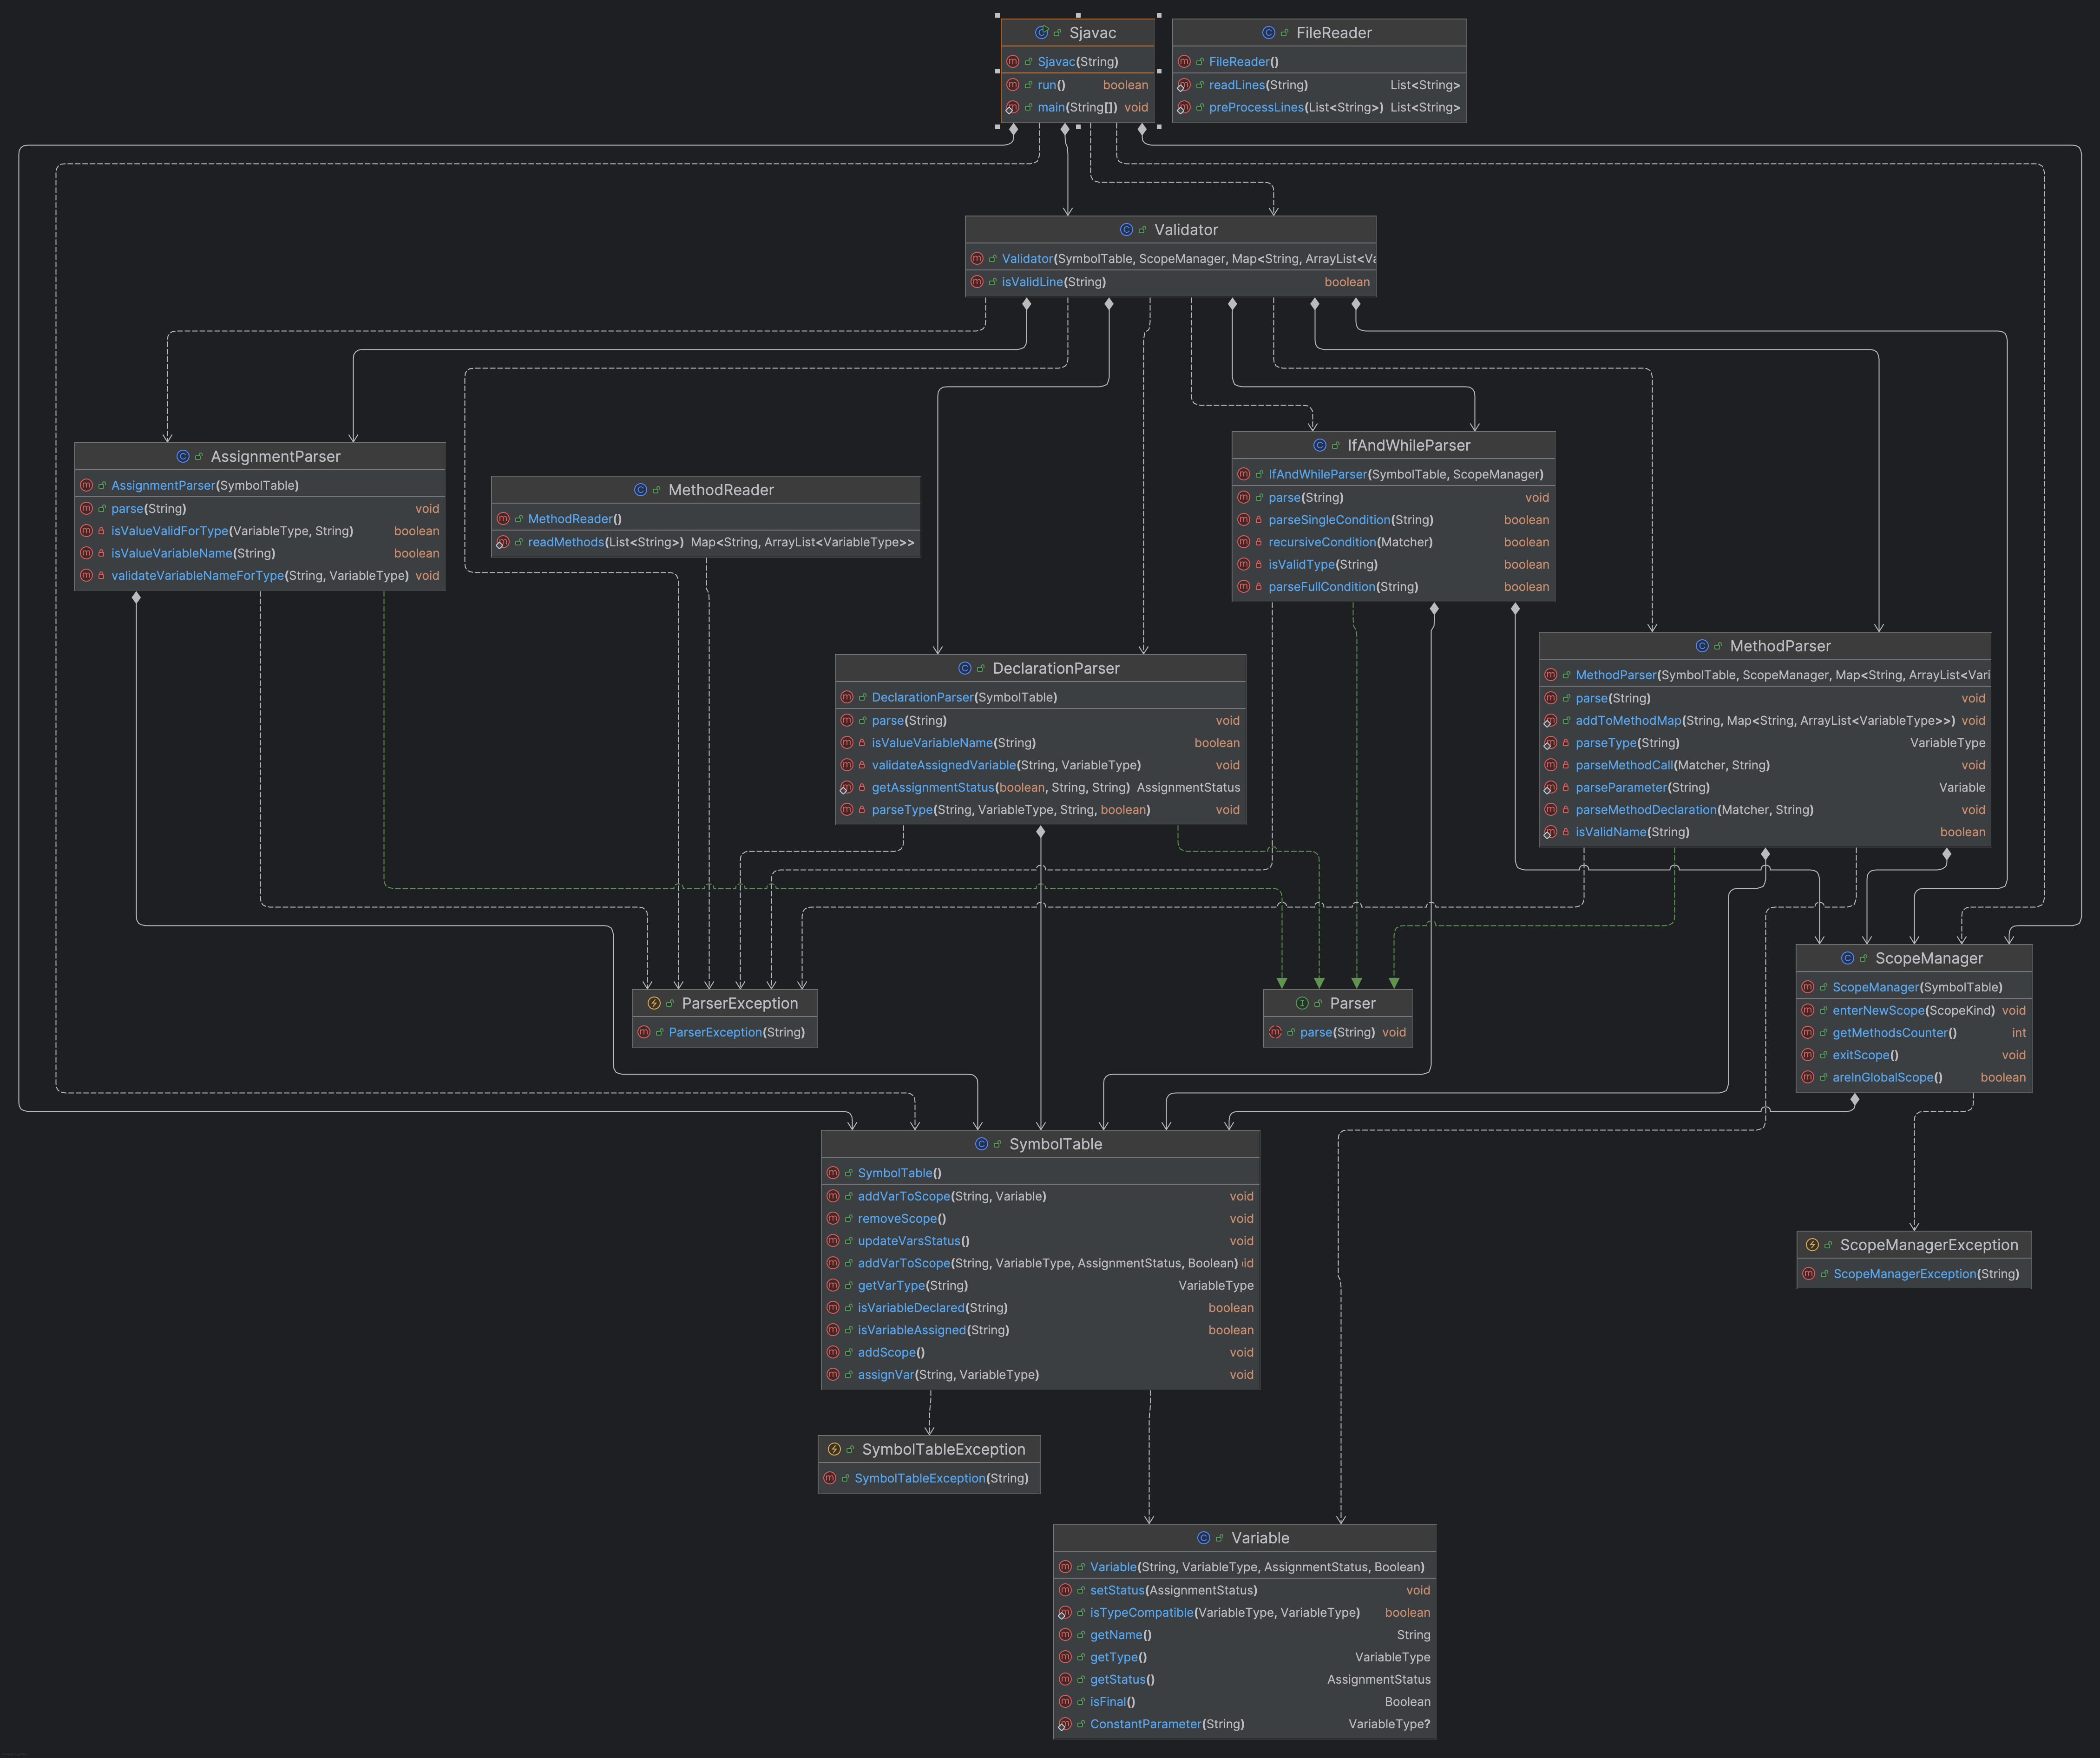 Sjavac
Sjavac(String)
run() boolean
main(String[]) void
FileReader
FileReader()
readLines(String) List<String>
preProcessLines(List<String>) List<String>
Validator
Validator(SymbolTable, ScopeManager, Map<String, ArrayList<Va
isValidLine(String) boolean
AssignmentParser
AssignmentParser(SymbolTable)
parse(String) void
isValueValidForType(VariableType, String) boolean
isValueVariableName(String) boolean
validateVariableNameForType(String, VariableType) void
MethodReader
MethodReader()
readMethods(List<String>) Map<String, ArrayList<VariableType>>
IfAndWhileParser
IfAndWhileParser(SymbolTable, ScopeManager)
parse(String) void
parseSingleCondition(String) boolean
recursiveCondition(Matcher) boolean
isValidType(String) boolean
parseFullCondition(String) boolean
DeclarationParser
DeclarationParser(SymbolTable)
parse(String) void
isValueVariableName(String) boolean
validateAssignedVariable(String, VariableType) void
getAssignmentStatus(boolean, String, String) AssignmentStatus
parseType(String, VariableType, String, boolean) void
MethodParser
MethodParser(SymbolTable, ScopeManager, Map<String, ArrayList<Vari
parse(String) void
addToMethodMap(String, Map<String, ArrayList<VariableType>>) void
parseType(String) VariableType
parseMethodCall(Matcher, String) void
parseParameter(String) Variable
parseMethodDeclaration(Matcher, String) void
isValidName(String) boolean
ParserException
ParserException(String)
Parser
parse(String) void
ScopeManager
ScopeManager(SymbolTable)
enterNewScope(ScopeKind) void
getMethodsCounter() int
exitScope() void
areInGlobalScope() boolean
SymbolTable
SymbolTable()
addVarToScope(String, Variable) void
removeScope() void
updateVarsStatus() void
addVarToScope(String, VariableType, AssignmentStatus, Boolean) id
getVarType(String) VariableType
isVariableDeclared(String) boolean
isVariableAssigned(String) boolean
addScope() void
assignVar(String, VariableType) void
ScopeManagerException
ScopeManagerException(String)
SymbolTableException
SymbolTableException(String)
Variable
Variable(String, VariableType, AssignmentStatus, Boolean)
setStatus(AssignmentStatus) void
isTypeCompatible(VariableType, VariableType) boolean
getName() String
getType() VariableType
getStatus() AssignmentStatus
isFinal() Boolean
ConstantParameter(String) VariableType?